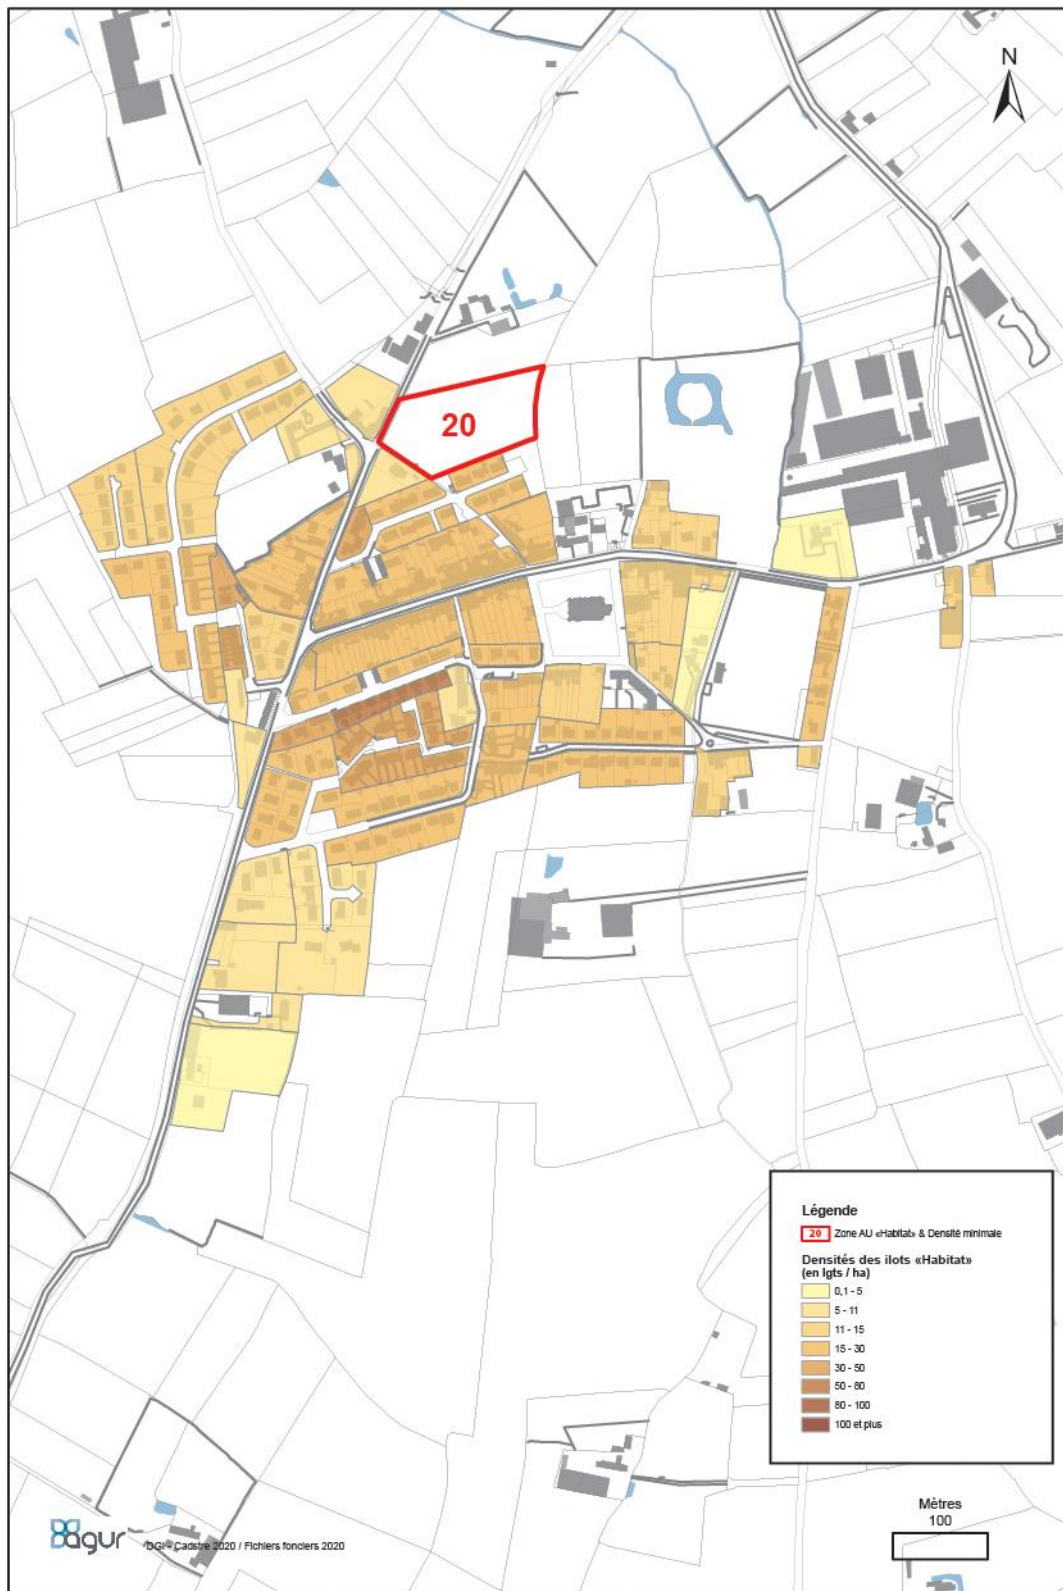 N
20
Légende
20 Zone AU «Habitat» & Densité minimale
Densités des ilots «Habitat»
(en lgts / ha)
0,1 - 5
5 - 11
11 - 15
15 - 30
30 - 50
50 - 80
80 - 100
100 et plus
Mètres
100
agur DGI - Cadstre 2020 / Fichiers fonciers 2020